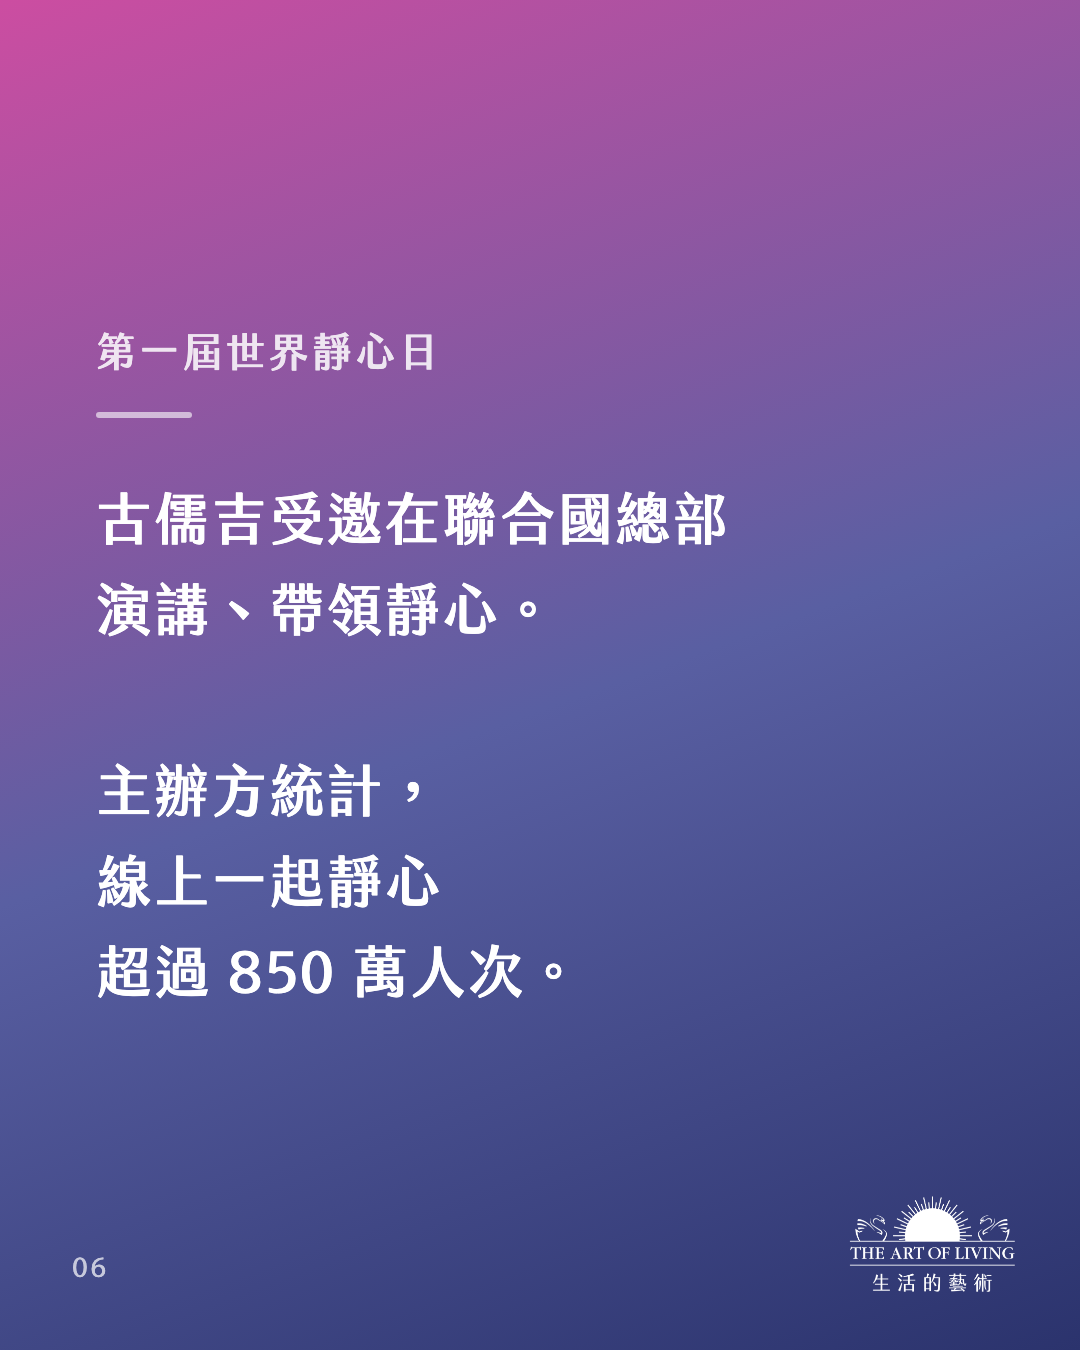 第一屆世界靜心日
古儒吉受邀在聯合國總部
演講、帶領靜心。
主辦方統計，
線上一起靜心
超過 850 萬人次。
06
THE ART OF LIVING
生活的藝術